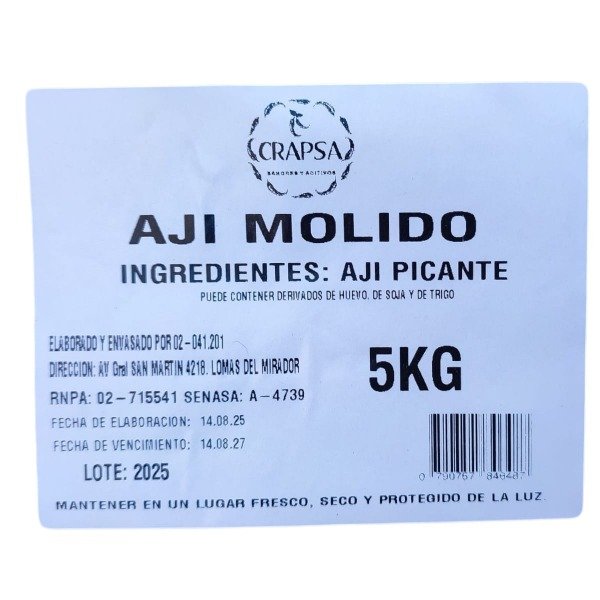 CRAPSA
SABORES Y ADITIVOS
AJI MOLIDO
INGREDIENTES: AJI PICANTE
PUEDE CONTENER DERIVADOS DE HUEVO, DE SOJA Y DE TRIGO
ELABORADO Y ENVASADO POR 02-041.201
DIRECCION: AV Gral SAN MARTIN 4218. LOMAS DEL MIRADOR
5KG
RNPA: 02-715541 SENASA: A-4739
FECHA DE ELABORACION: 14.08.25
FECHA DE VENCIMIENTO: 14.08.27
LOTE: 2025
0 790767 846487
MANTENER EN UN LUGAR FRESCO, SECO Y PROTEGIDO DE LA LUZ.